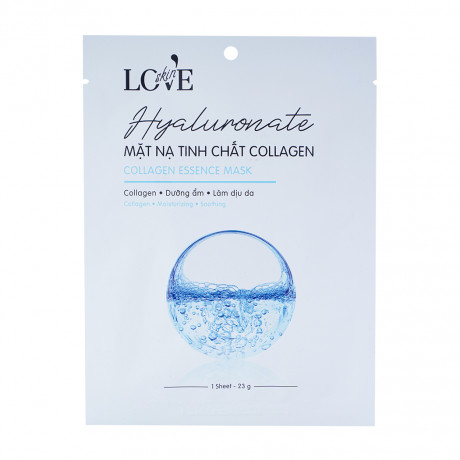 LOVE
skin
Hyaluronate
MẶT NẠ TINH CHẤT COLLAGEN
COLLAGEN ESSENCE MASK
Collagen • Dưỡng ẩm • Làm dịu da
Collagen • Moisturizing • Soothing
1 Sheet - 23 g